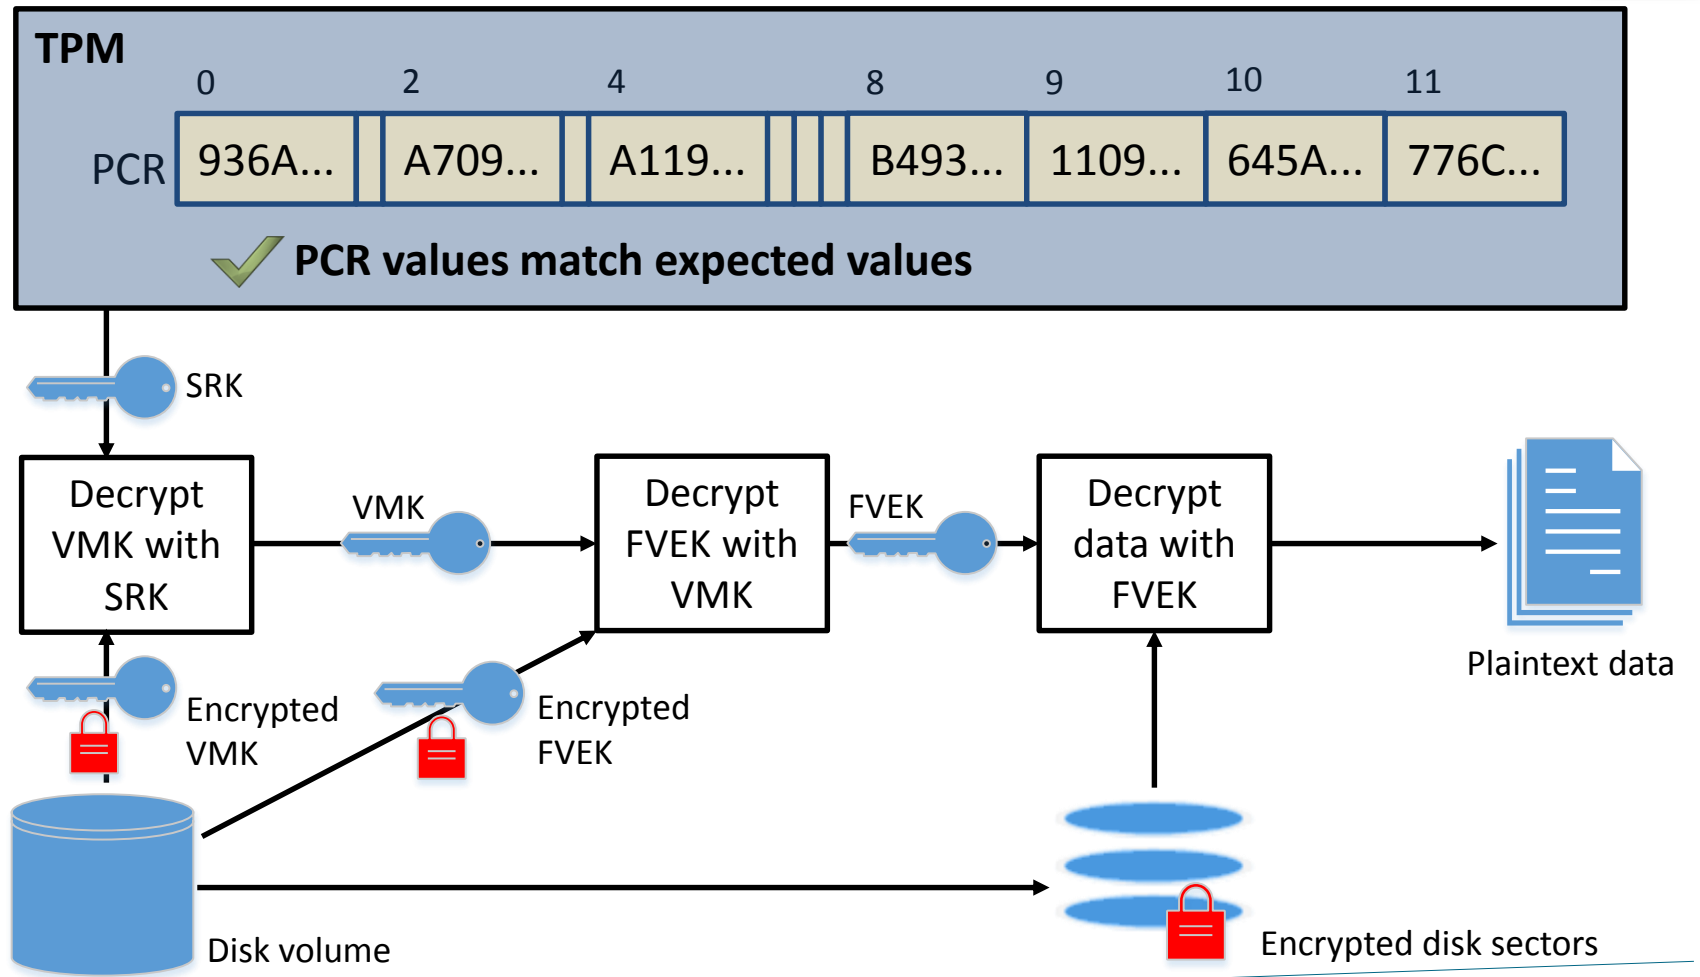 TPM
0 2 4 8 9 10 11
PCR 936A... A709... A119... B493... 1109... 645A... 776C...
PCR values match expected values
SRK
Decrypt
VMK with
SRK
VMK
Decrypt
FVEK with
VMK
FVEK
Decrypt
data with
FVEK
Plaintext data
Encrypted
VMK
Encrypted
FVEK
Disk volume
Encrypted disk sectors